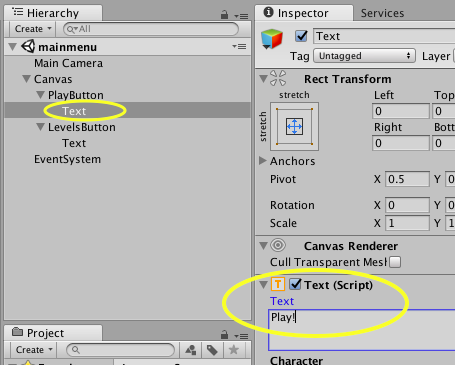 Hierarchy
Create
All
mainmenu
Main Camera
Canvas
PlayButton
Text
LevelsButton
Text
EventSystem
Project
Create
Inspector
Services
Text
Tag
Untagged
Layer
Rect Transform
stretch
Left
Top
stretch
0
0
Right
0
0
Anchors
Pivot
X 0.5
Y
Rotation
X 0
Y 0
Scale
X 1
Y 1
Canvas Renderer
Cull Transparent Mesh
T
Text (Script)
Text
Play!
Character